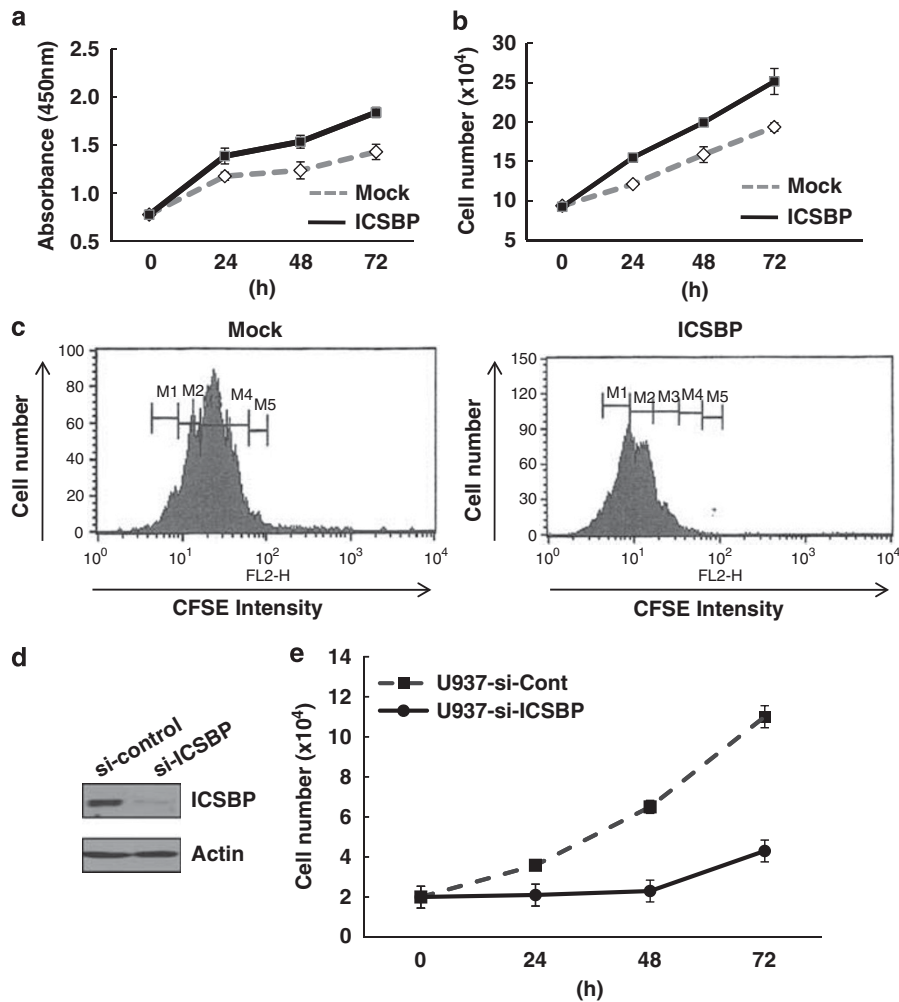 a
Absorbance (450nm)
2.5
2.0
1.5
1.0
0.5
0 24 48 72
(h)
Mock
ICSBP
b
Cell number (x10⁴)
30
25
20
15
10
5
0 24 48 72
(h)
Mock
ICSBP
c
Mock
Cell number
100
80
60
40
20
0
M1 M2 M4 M5
10⁰ 10¹ 10² 10³ 10⁴
FL2-H
CFSE Intensity
ICSBP
Cell number
150
120
90
60
30
0
M1 M2 M3 M4 M5
10⁰ 10¹ 10² 10³ 10⁴
FL2-H
CFSE Intensity
d
si-control
si-ICSBP
ICSBP
Actin
e
Cell number (x10⁴)
14
12
10
8
6
4
2
0
U937-si-Cont
U937-si-ICSBP
0 24 48 72
(h)